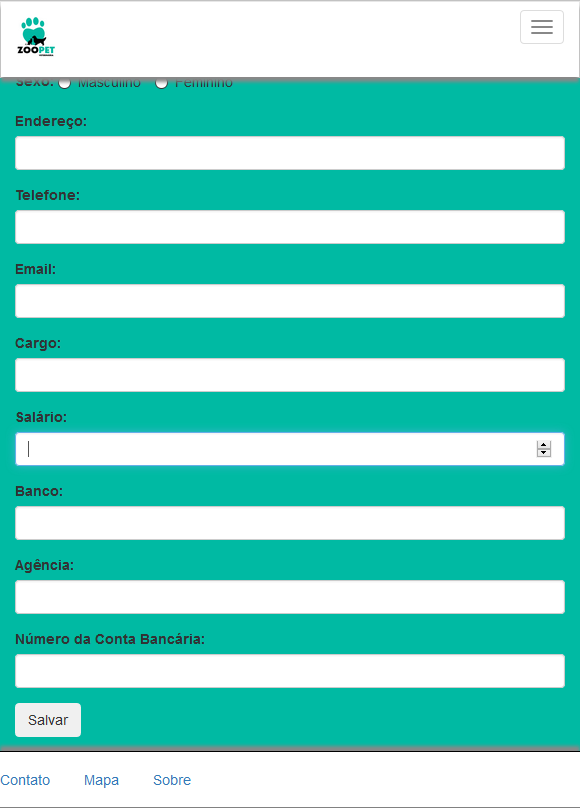 ZOOPET
Sexo: Masculino Feminino
Endereço:
Telefone:
Email:
Cargo:
Salário:
Banco:
Agência:
Número da Conta Bancária:
Salvar
Contato Mapa Sobre